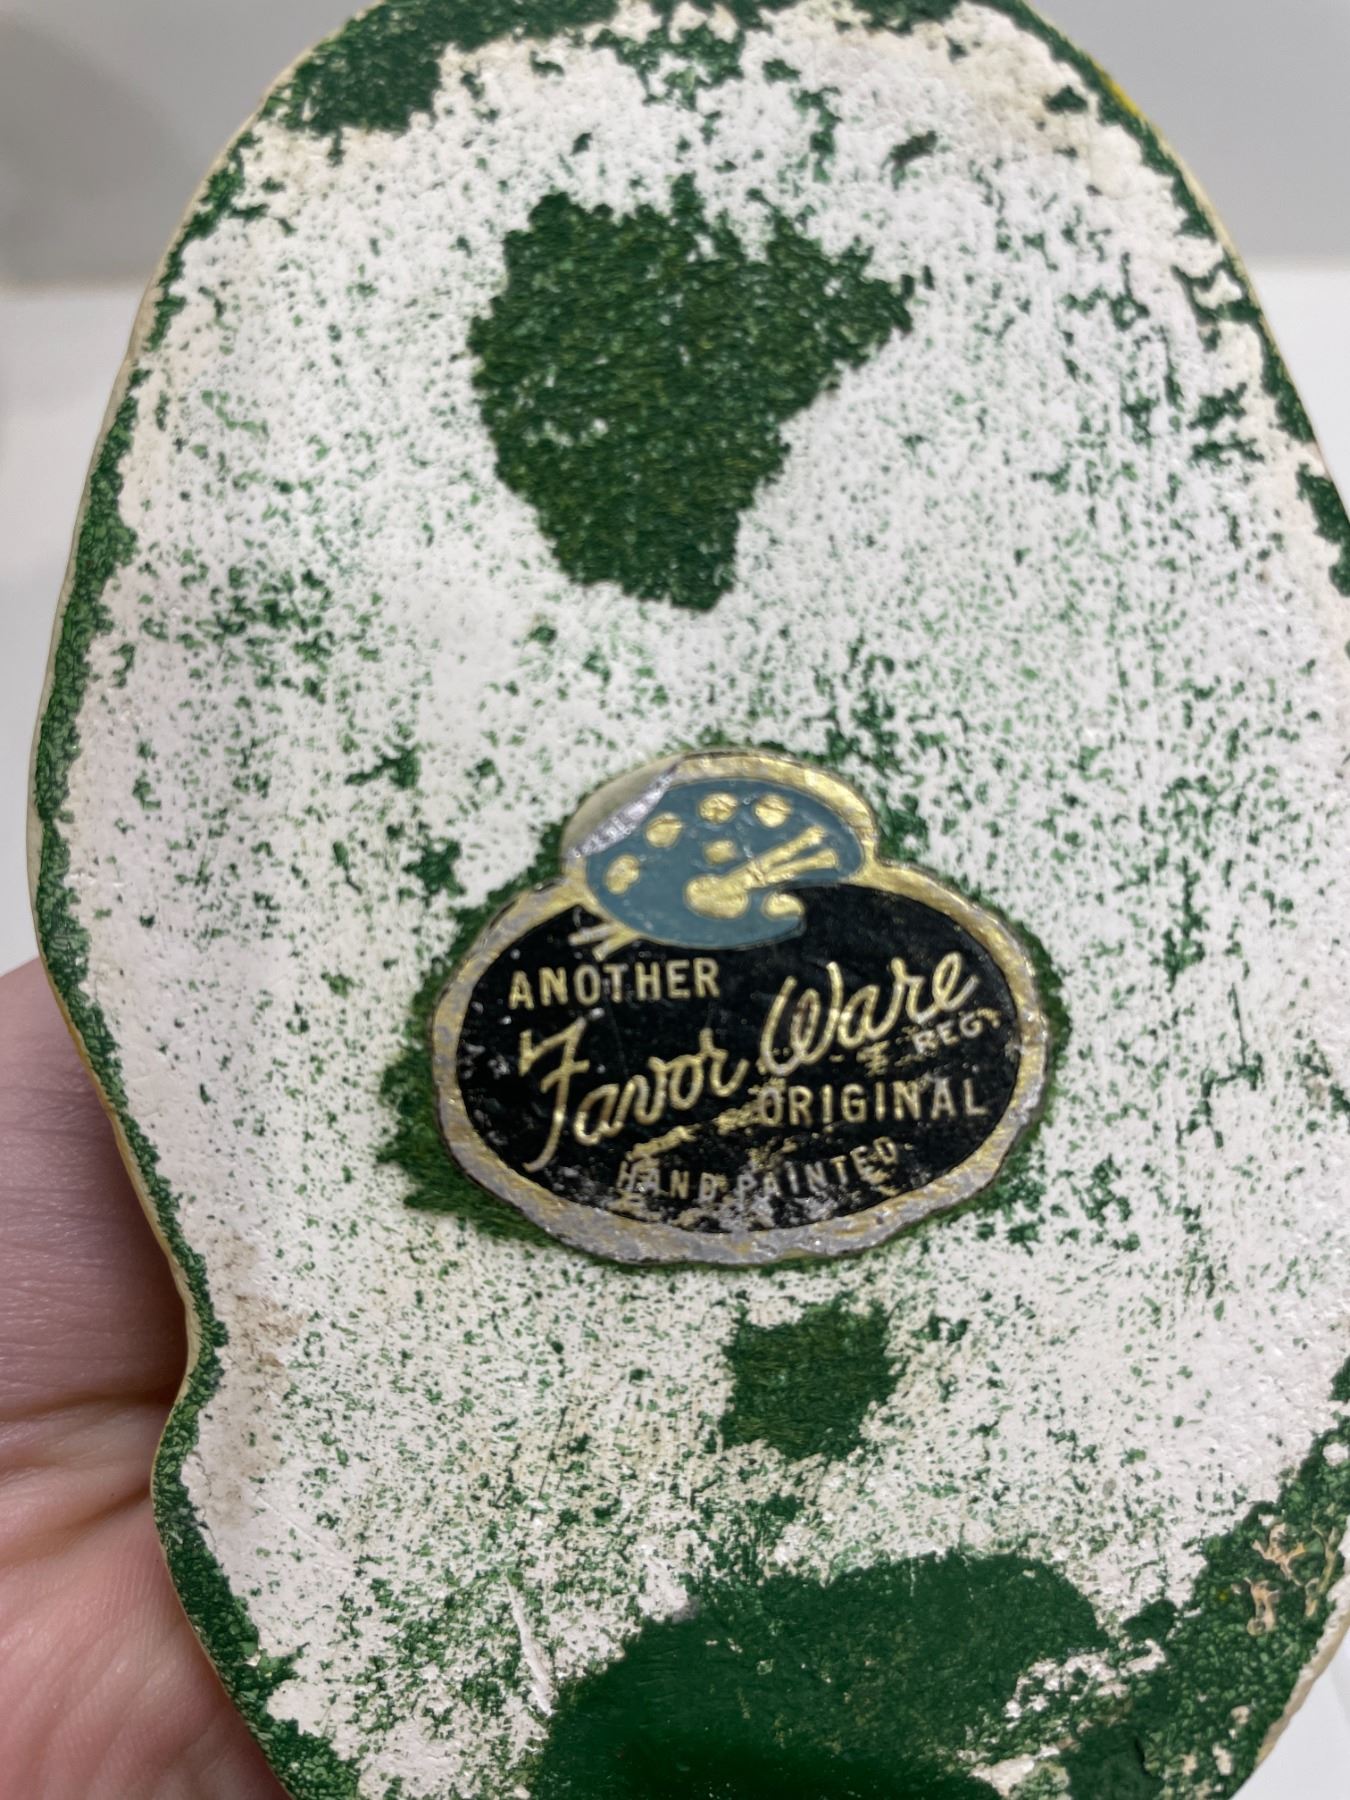 ANOTHER
Favor Ware
REG
ORIGINAL
HAND PAINTED